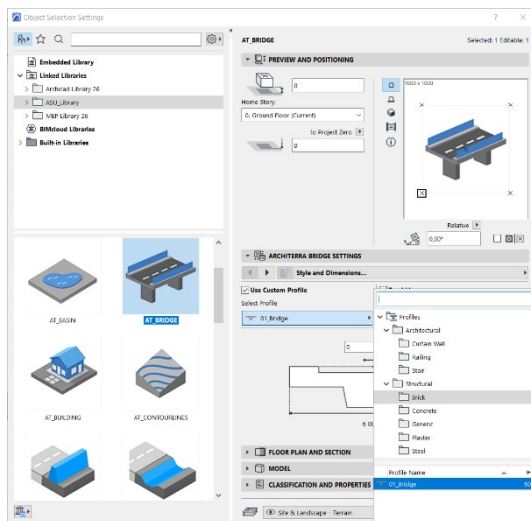 Object Selection Settings
Embedded Library
Linked Libraries
Archicad Library 26
ASU_Library
MEP Library 26
BIMcloud Libraries
Built-in Libraries
AT_BASIN
AT_BRIDGE
AT_BUILDING
AT_CONTOURLINES
AT_BRIDGE
Selected: 1 Editable: 1
PREVIEW AND POSITIONING
0
Home Story:
0. Ground Floor (Current)
to Project Zero
0
1000 x 1000
Relative
0,00°
ARCHITERRA BRIDGE SETTINGS
Style and Dimensions...
Use Custom Profile
Select Profile
01_Bridge
0
6 00
FLOOR PLAN AND SECTION
MODEL
CLASSIFICATION AND PROPERTIES
Site & Landscape - Terrain
Profiles
Architectural
Curtain Wall
Railing
Stair
Structural
Brick
Concrete
Generic
Plaster
Steel
Profile Name
01_Bridge